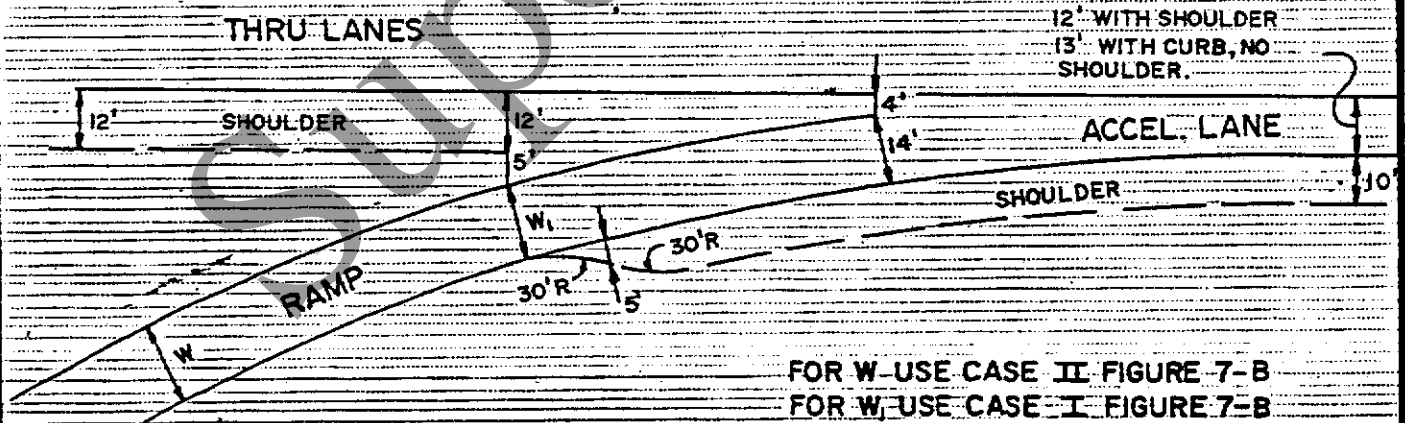 THRU LANES
12' WITH SHOULDER
13' WITH CURB, NO
SHOULDER.
12'
SHOULDER
12'
5'
4'
14'
ACCEL. LANE
SHOULDER
10'
W₁
30'R
30'R
5'
RAMP
W
FOR W USE CASE II FIGURE 7-B
FOR W₁ USE CASE I FIGURE 7-B